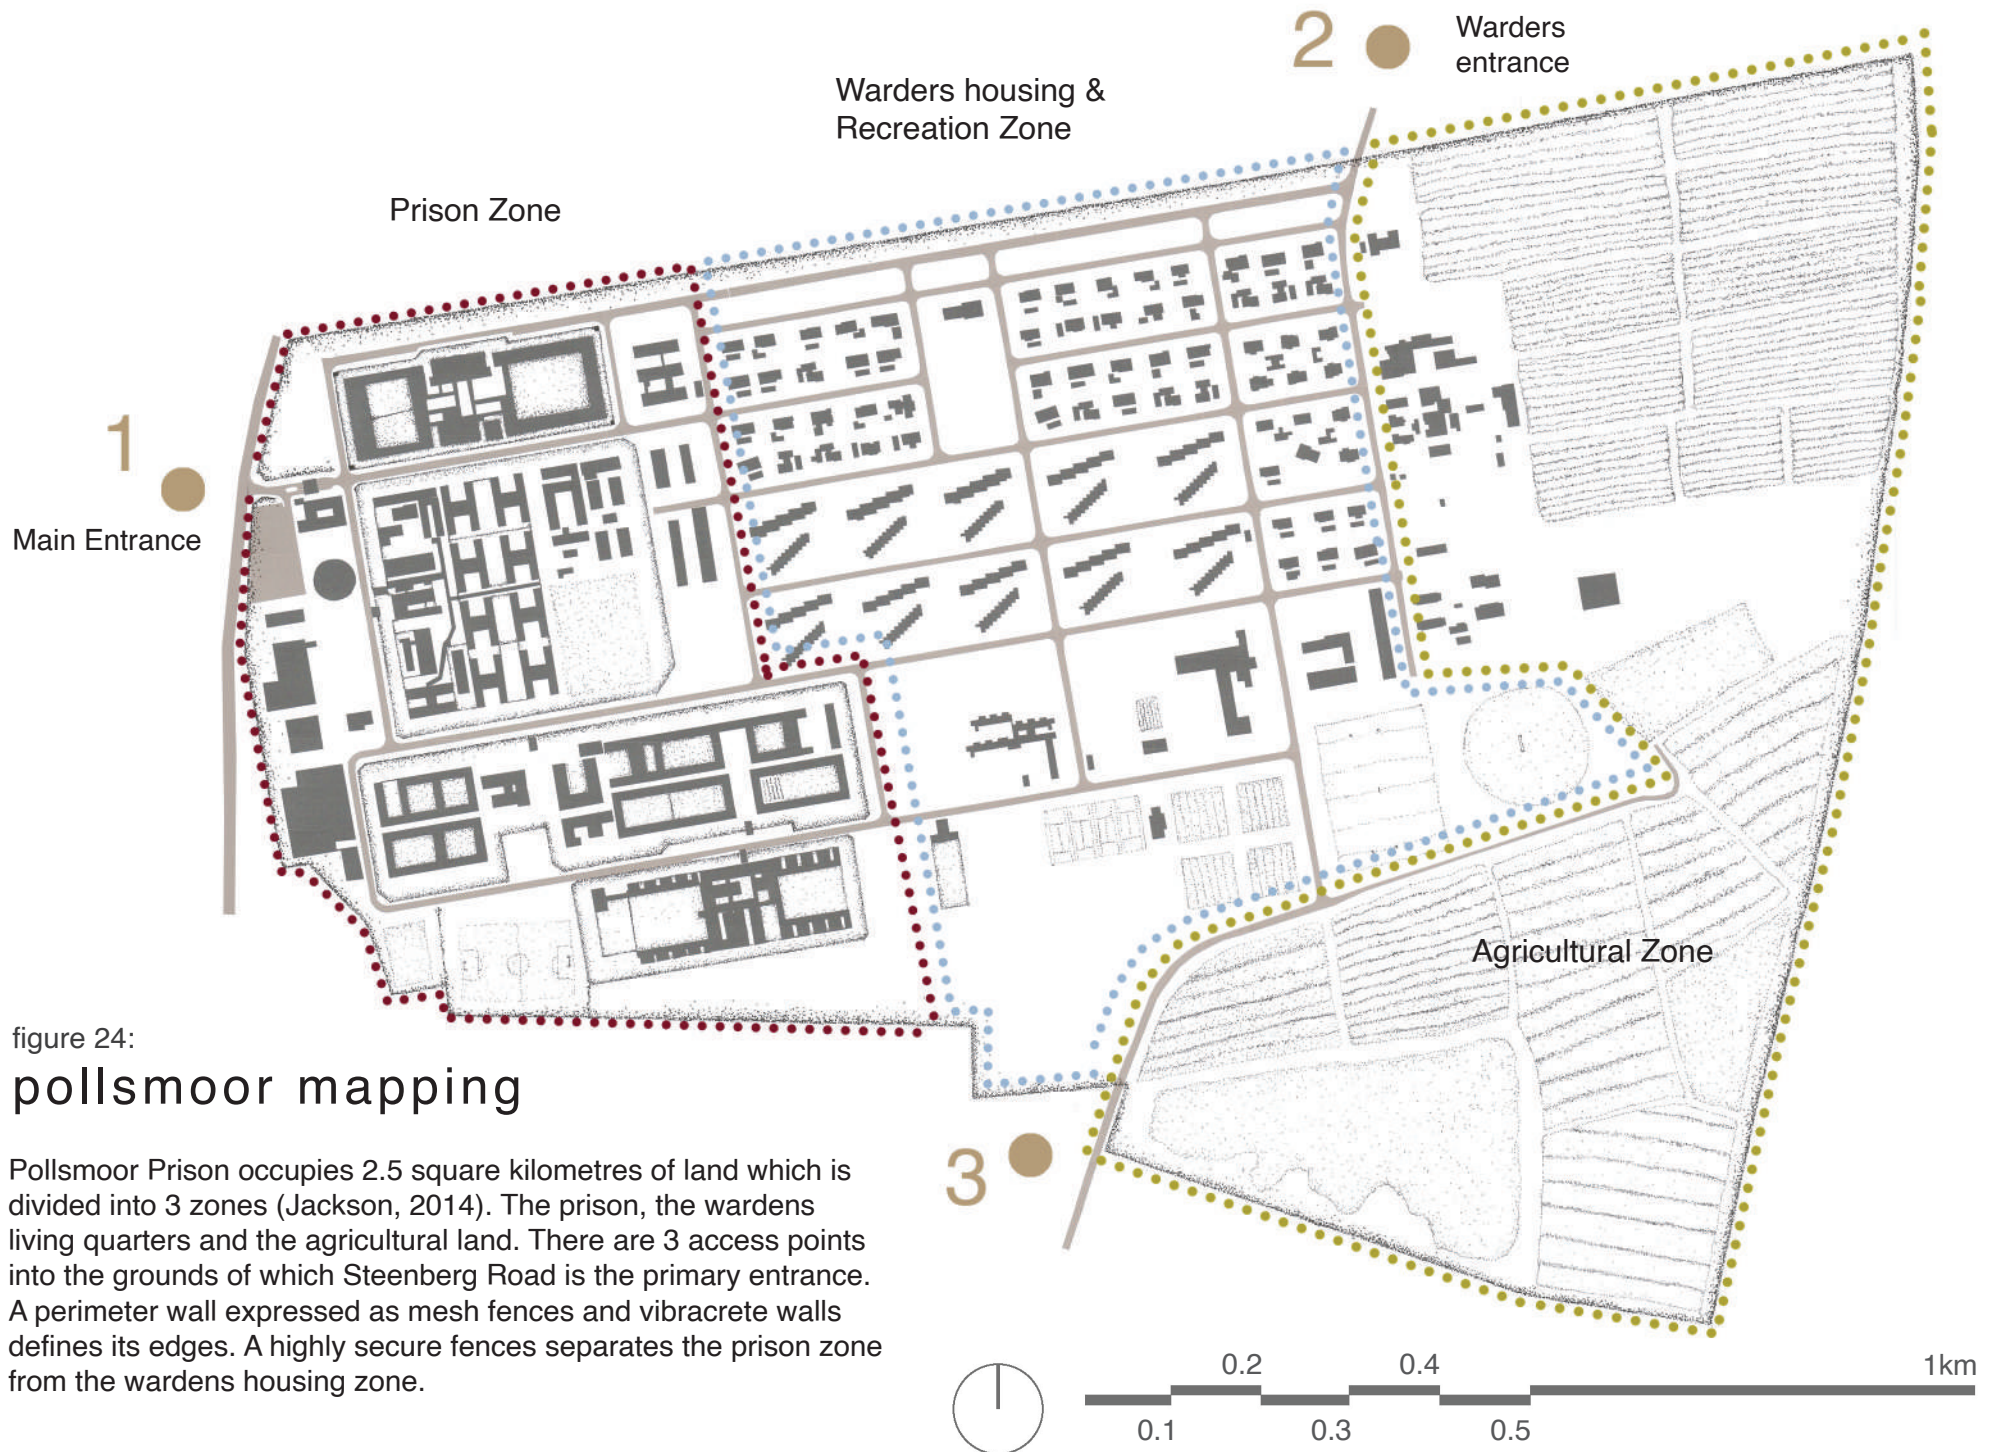 2
Warders
entrance
Warders housing &
Recreation Zone
Prison Zone
1
Main Entrance
Agricultural Zone
3
figure 24:
pollsmoor mapping
Pollsmoor Prison occupies 2.5 square kilometres of land which is
divided into 3 zones (Jackson, 2014). The prison, the wardens
living quarters and the agricultural land. There are 3 access points
into the grounds of which Steenberg Road is the primary entrance.
A perimeter wall expressed as mesh fences and vibracrete walls
defines its edges. A highly secure fences separates the prison zone
from the wardens housing zone.
0.2 0.4 1km
0.1 0.3 0.5